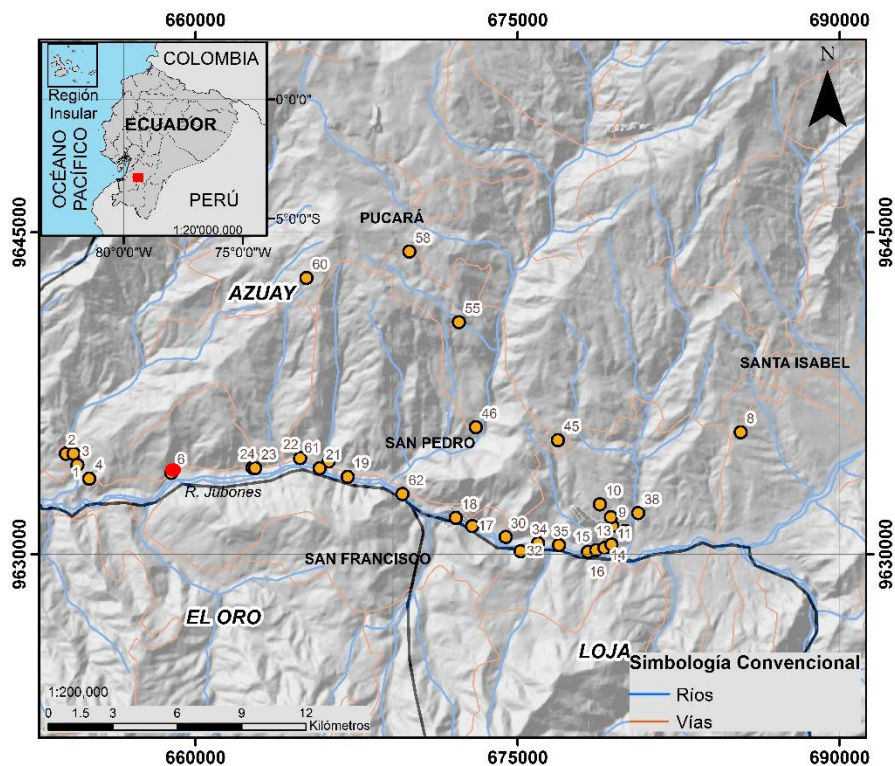 660000
675000
690000
COLOMBIA
Región
Insular
0°0'0"
ECUADOR
OCÉANO
PACÍFICO
PERÚ
1:20'000.000
5°0'0"S
80°0'0"W
75°0'0"W
N
PUCARÁ
9645000
9645000
58
60
AZUAY
55
SANTA ISABEL
46
8
45
SAN PEDRO
2
3
1
4
6
24
23
22
61
21
19
R. Jubones
62
10
38
9
18
17
30
34
35
15
13
11
32
14
16
9630000
9630000
SAN FRANCISCO
EL ORO
LOJA
Simbología Convencional
Ríos
Vías
1:200,000
0
1.5
3
6
9
12
Kilómetros
660000
675000
690000